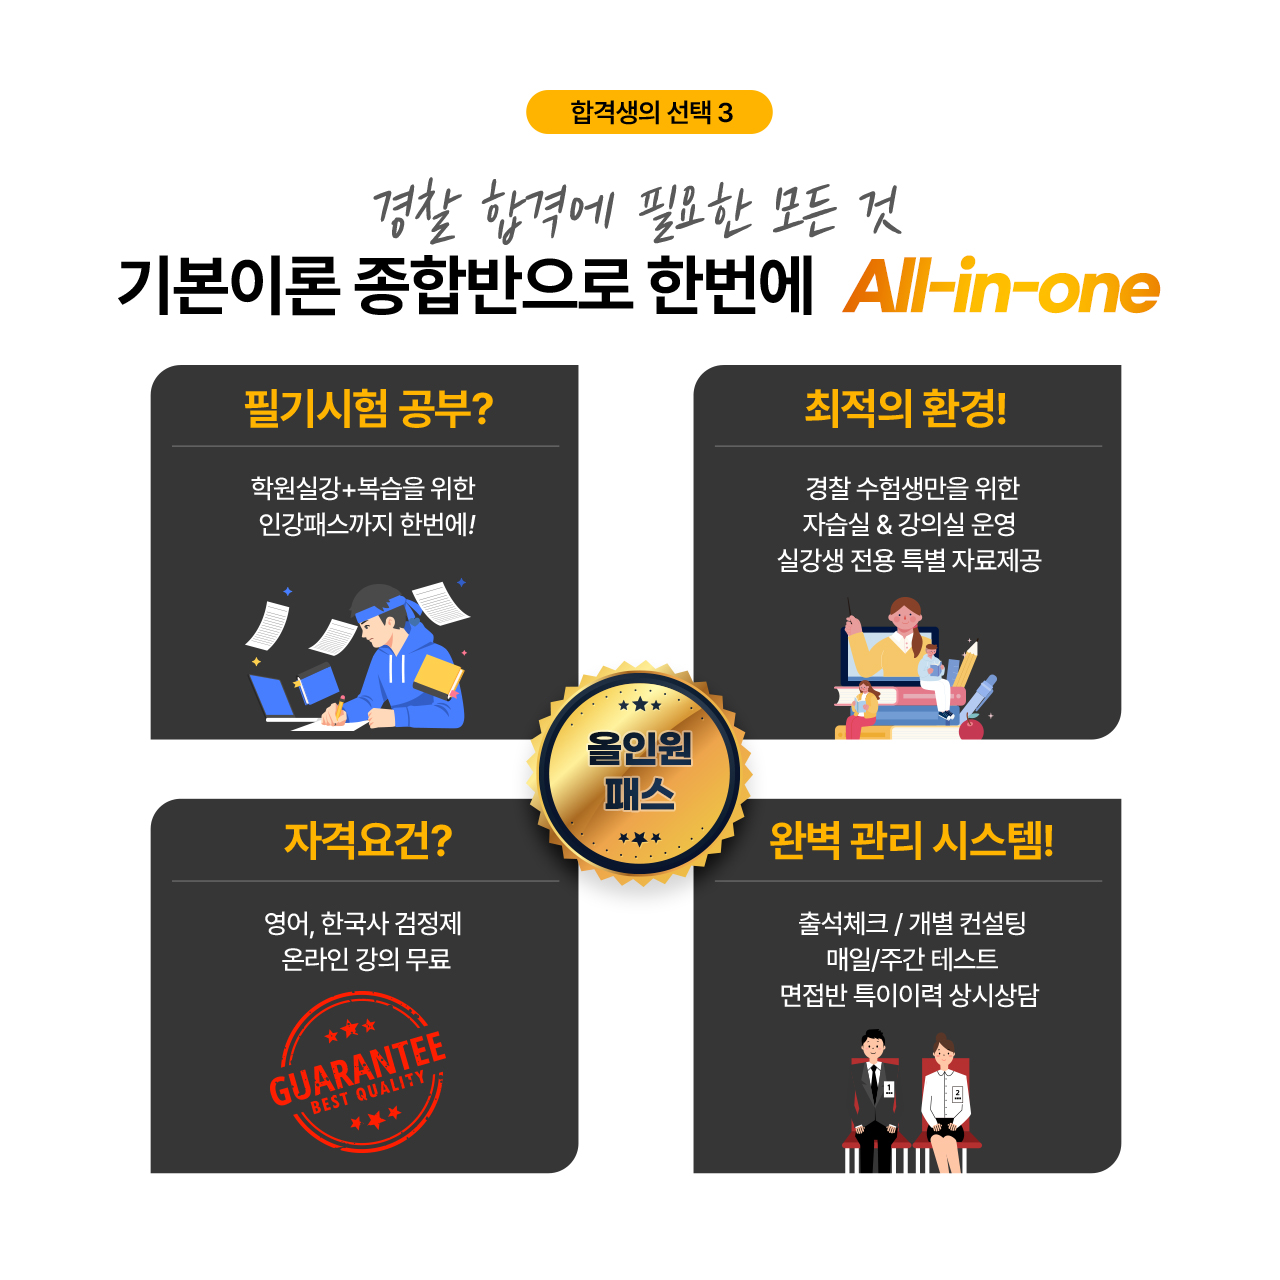 합격생의 선택 3
경찰 합격에 필요한 모든 것
기본이론 종합반으로 한번에 All-in-one
필기시험 공부?
학원실강+복습을 위한
인강패스까지 한번에!
최적의 환경!
경찰 수험생만을 위한
자습실 & 강의실 운영
실강생 전용 특별 자료제공
올인원
패스
자격요건?
영어, 한국사 검정제
온라인 강의 무료
GUARANTEE
BEST QUALITY
완벽 관리 시스템!
출석체크 / 개별 컨설팅
매일/주간 테스트
면접반 특이이력 상시상담
1
2